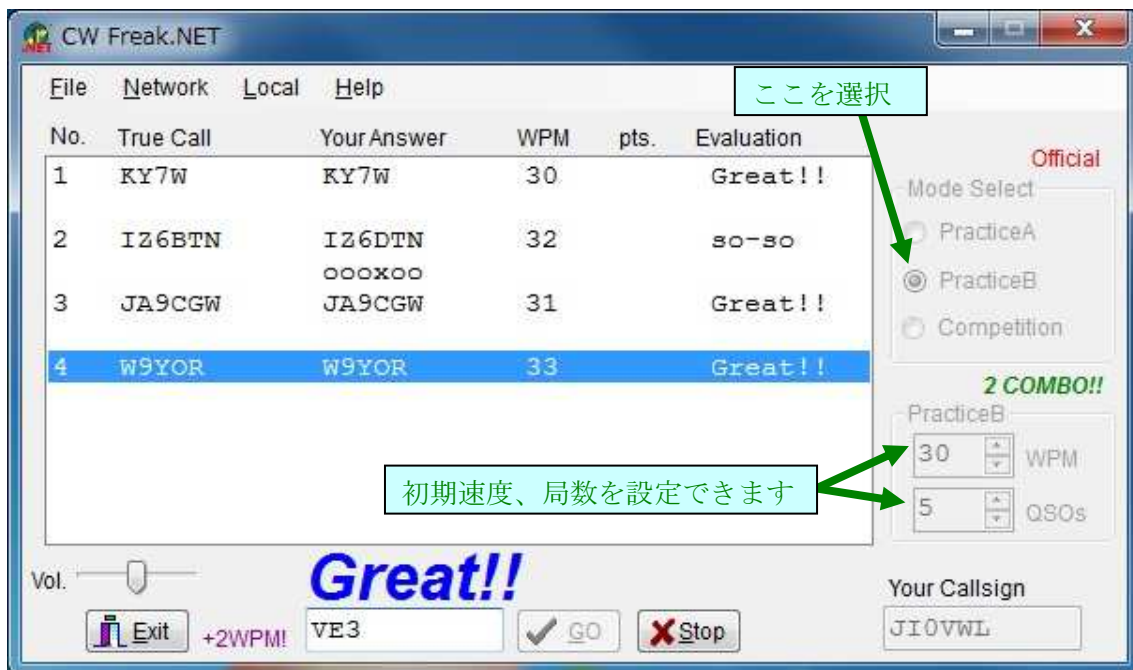 CW Freak.NET
File Network Local Help
ここを選択
No. True Call Your Answer WPM pts. Evaluation
Official
1 KY7W KY7W 30 Great!!
Mode Select
PracticeA
2 IZ6BTN IZ6DTN 32 so-so
oooxoo
PracticeB
3 JA9CGW JA9CGW 31 Great!!
Competition
4 W9YOR W9YOR 33 Great!!
2 COMBO!!
PracticeB
30 WPM
初期速度、局数を設定できます
5 QSOs
Great!!
Vol.
Your Callsign
Exit +2WPM! VE3 GO Stop
JI0VWL